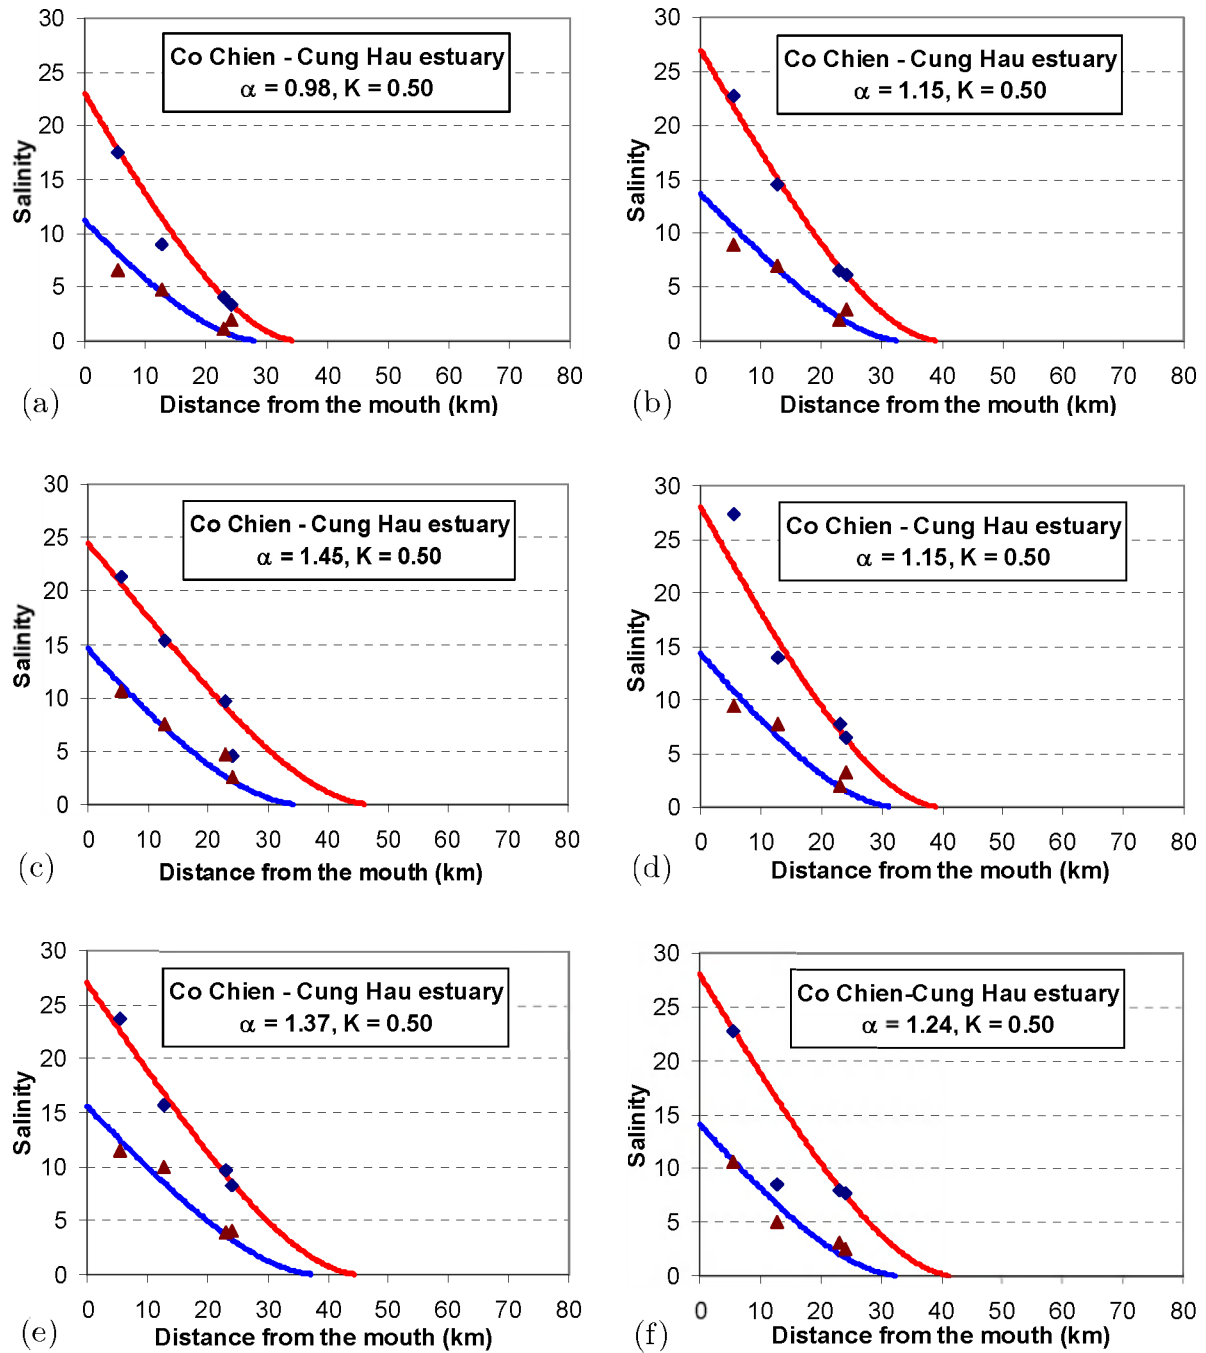 30
25
20
15
10
5
0
Salinity
Co Chien - Cung Hau estuary
α = 0.98, K = 0.50
0 10 20 30 40 50 60 70 80
(a) Distance from the mouth (km)
30
25
20
15
10
5
0
Salinity
Co Chien - Cung Hau estuary
α = 1.15, K = 0.50
0 10 20 30 40 50 60 70 80
(b) Distance from the mouth (km)
30
25
20
15
10
5
0
Salinity
Co Chien - Cung Hau estuary
α = 1.45, K = 0.50
0 10 20 30 40 50 60 70 80
(c) Distance from the mouth (km)
30
25
20
15
10
5
0
Salinity
Co Chien - Cung Hau estuary
α = 1.15, K = 0.50
0 10 20 30 40 50 60 70 80
(d) Distance from the mouth (km)
30
25
20
15
10
5
0
Salinity
Co Chien - Cung Hau estuary
α = 1.37, K = 0.50
0 10 20 30 40 50 60 70 80
(e) Distance from the mouth (km)
30
25
20
15
10
5
0
Salinity
Co Chien-Cung Hau estuary
α = 1.24, K = 0.50
0 10 20 30 40 50 60 70 80
(f) Distance from the mouth (km)